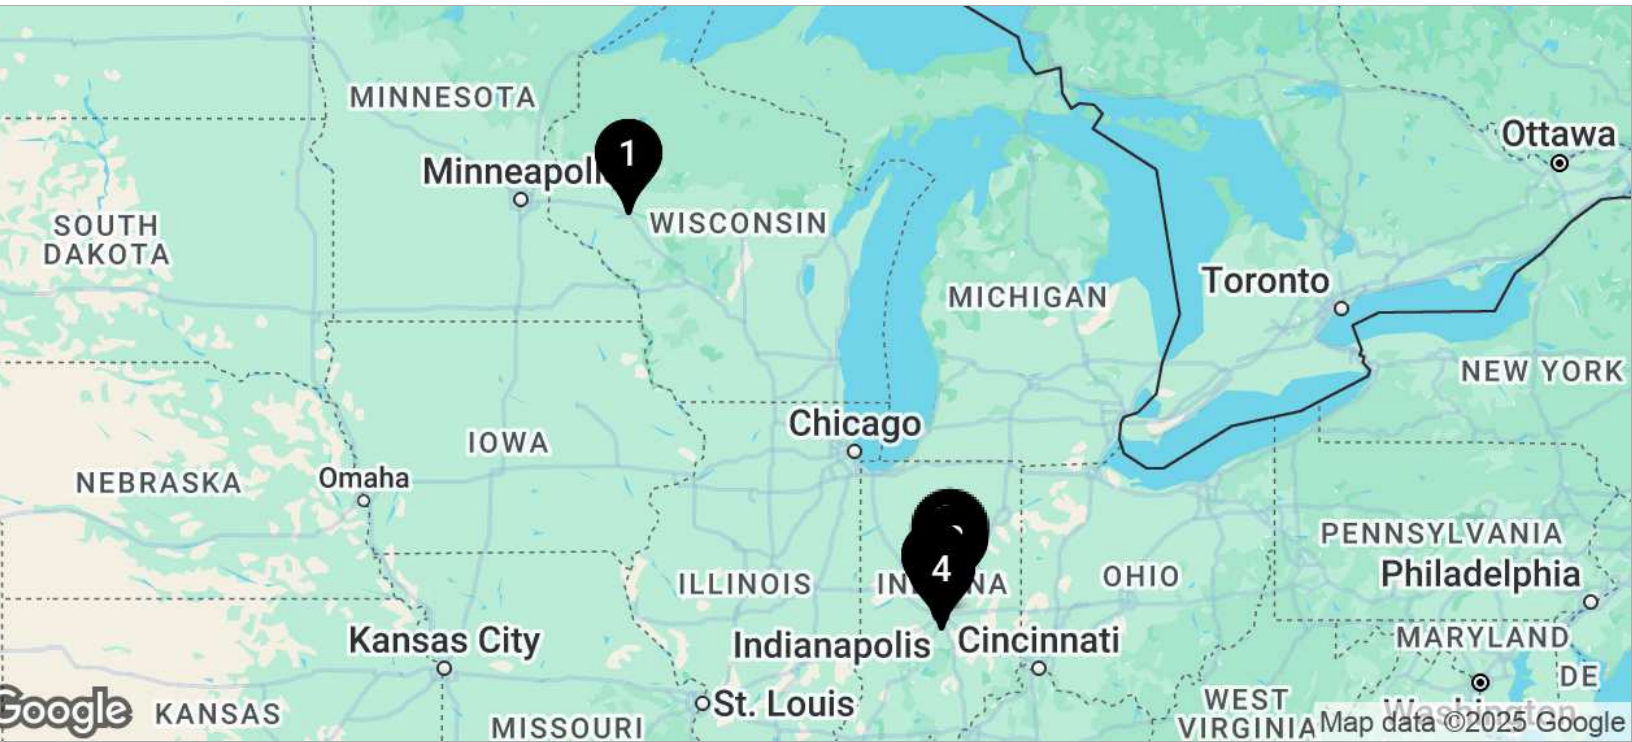 MINNESOTA
Ottawa
1
SOUTH
DAKOTA
WISCONSIN
Toronto
MICHIGAN
NEW YORK
Chicago
IOWA
Omaha
NEBRASKA
PENNSYLVANIA
Philadelphia
4
ILLINOIS
OHIO
Kansas City
Indianapolis
Cincinnati
MARYLAND
DE
Google
KANSAS
St. Louis
MISSOURI
WEST
VIRGINIA
Washington
Map data ©2025 Google